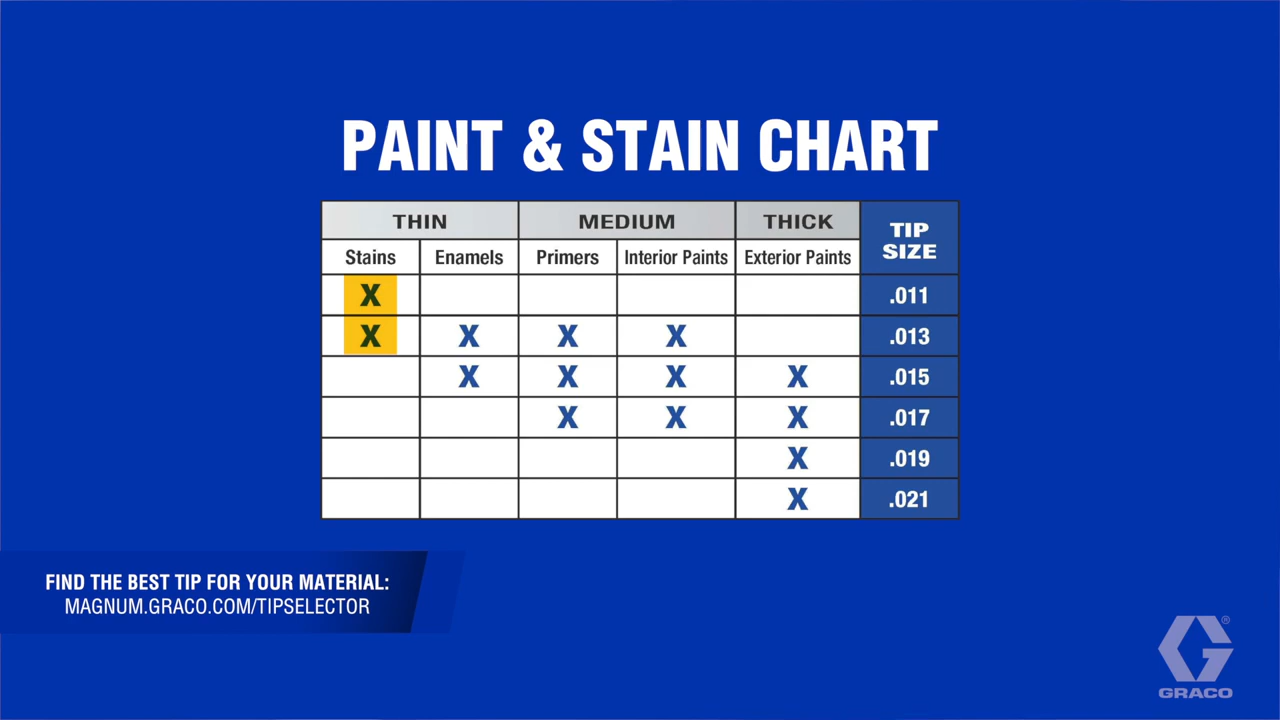 PAINT & STAIN CHART
THIN MEDIUM THICK TIP SIZE
Stains Enamels Primers Interior Paints Exterior Paints
X .011
X X X X .013
X X X X .015
X X X .017
X .019
X .021
FIND THE BEST TIP FOR YOUR MATERIAL:
MAGNUM.GRACO.COM/TIPSELECTOR
G®
GRACO